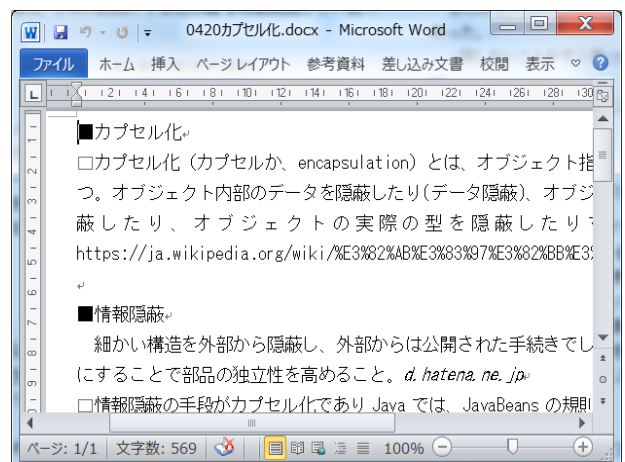 0420カプセル化.docx - Microsoft Word
ファイル ホーム 挿入 ページレイアウト 参考資料 差し込み文書 校閲 表示
■カプセル化
□カプセル化（カプセルか、encapsulation）とは、オブジェクト指
つ。オブジェクト内部のデータを隠蔽したり(データ隠蔽)、オブジ
蔽したり、オブジェクトの実際の型を隠蔽したり
https://ja.wikipedia.org/wiki/%E3%82%AB%E3%83%97%E3%82%BB%E3
■情報隠蔽
細かい構造を外部から隠蔽し、外部からは公開された手続きでし
にすることで部品の独立性を高めること。d.hatena.ne.jp
□情報隠蔽の手段がカプセル化であり Java では、JavaBeans の規則
ページ: 1/1 文字数: 569 100%